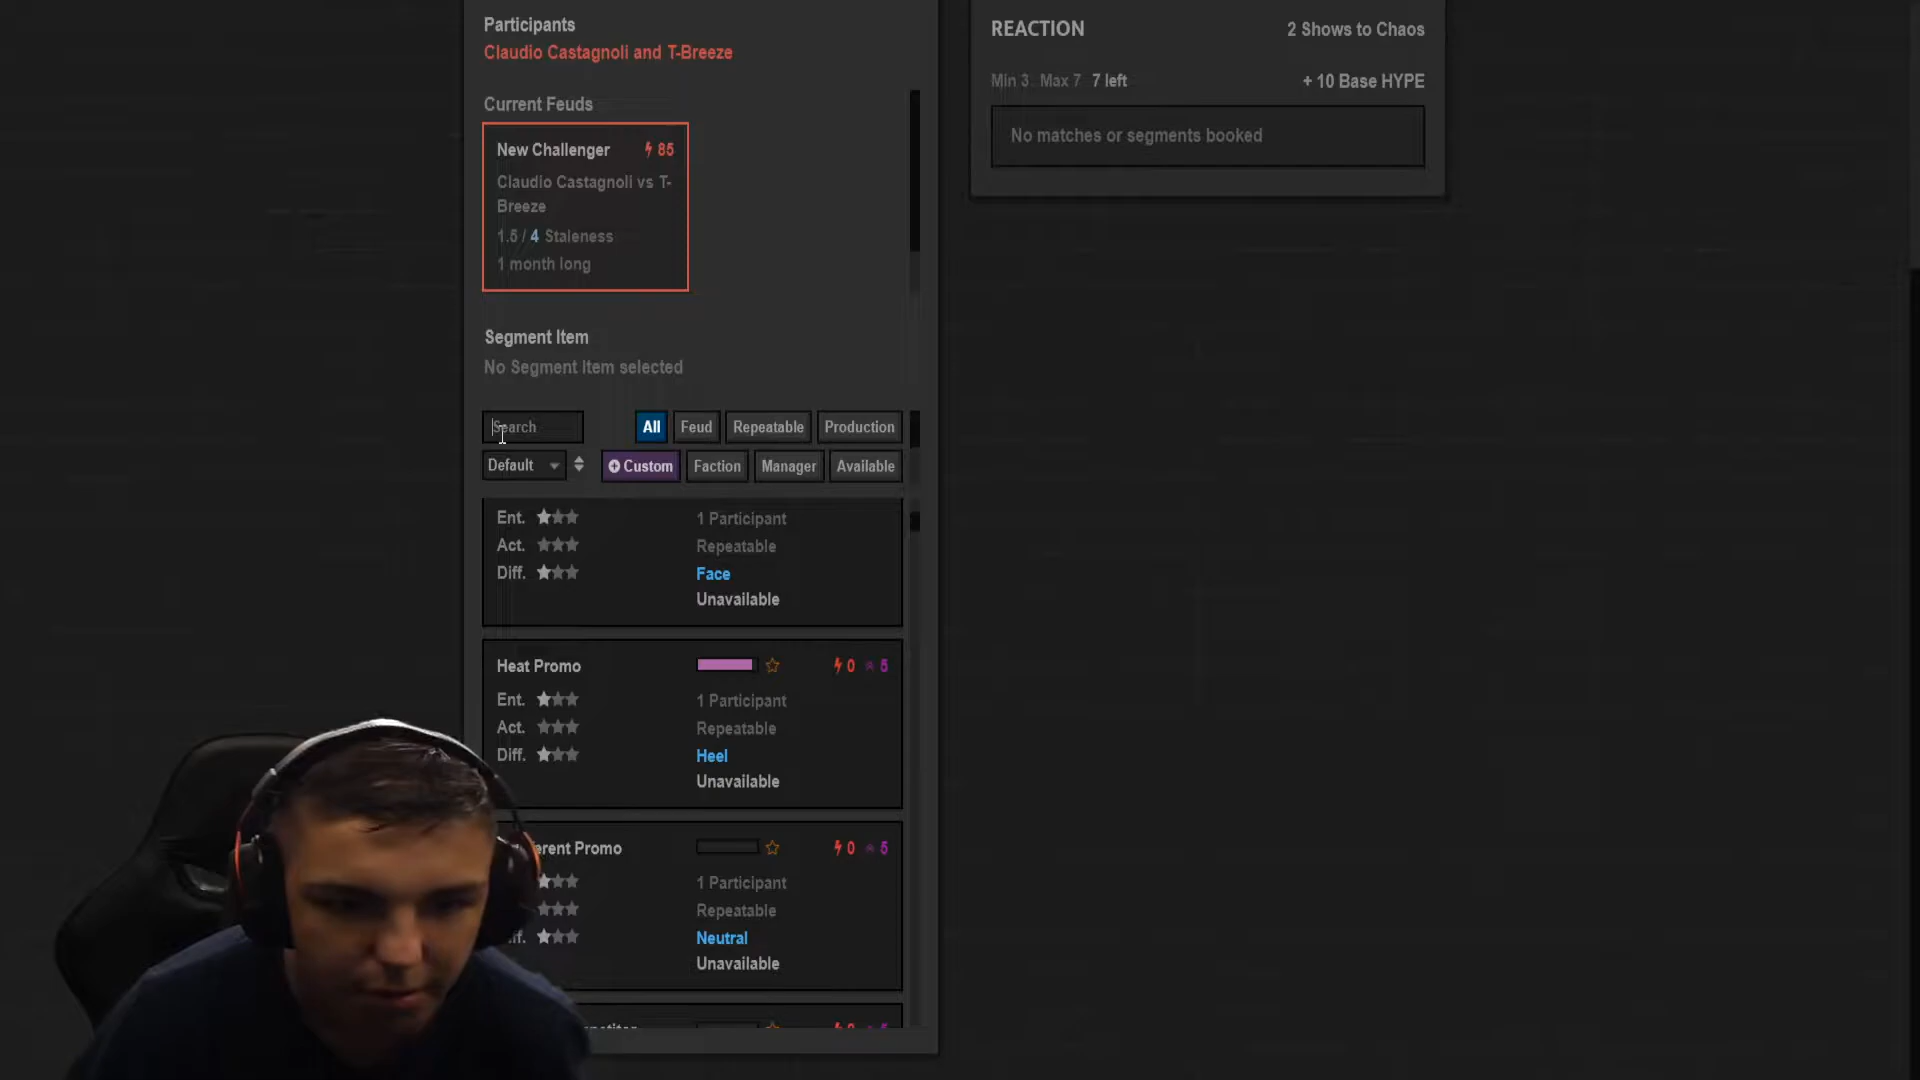 Participants
Claudio Castagnoli and T-Breeze
Current Feuds
New Challenger 85
Claudio Castagnoli vs T-
Breeze
1.5 / 4 Staleness
1 month long
Segment Item
No Segment Item selected
Search All Feud Repeatable Production
Default Custom Faction Manager Available
Ent. 1 Participant
Act. Repeatable
Diff. Face
Unavailable
Heat Promo 0 5
Ent. 1 Participant
Act. Repeatable
Diff. Heel
Unavailable
Promo 0 5
1 Participant
Repeatable
Neutral
Unavailable
REACTION 2 Shows to Chaos
Min 3 Max 7 7 left + 10 Base HYPE
No matches or segments booked